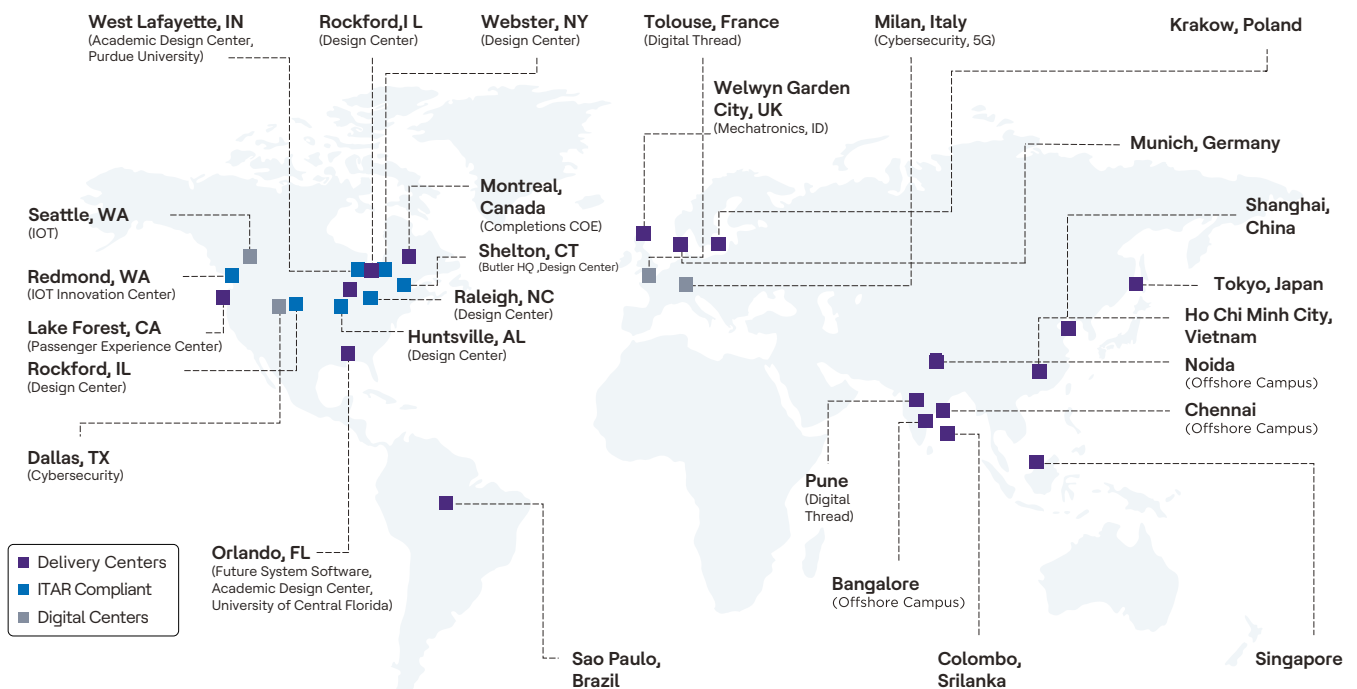 West Lafayette, IN
(Academic Design Center,
Purdue University)
Rockford,I L
(Design Center)
Webster, NY
(Design Center)
Tolouse, France
(Digital Thread)
Milan, Italy
(Cybersecurity, 5G)
Krakow, Poland
Welwyn Garden
City, UK
(Mechatronics, ID)
Munich, Germany
Montreal,
Canada
(Completions COE)
Seattle, WA
(IOT)
Shanghai,
China
Shelton, CT
(Butler HQ ,Design Center)
Redmond, WA
(IOT Innovation Center)
Raleigh, NC
(Design Center)
Tokyo, Japan
Lake Forest, CA
(Passenger Experience Center)
Huntsville, AL
(Design Center)
Ho Chi Minh City,
Vietnam
Rockford, IL
(Design Center)
Noida
(Offshore Campus)
Chennai
(Offshore Campus)
Dallas, TX
(Cybersecurity)
Pune
(Digital
Thread)
Orlando, FL
(Future System Software,
Academic Design Center,
University of Central Florida)
Delivery Centers
ITAR Compliant
Digital Centers
Bangalore
(Offshore Campus)
Sao Paulo,
Brazil
Colombo,
Srilanka
Singapore